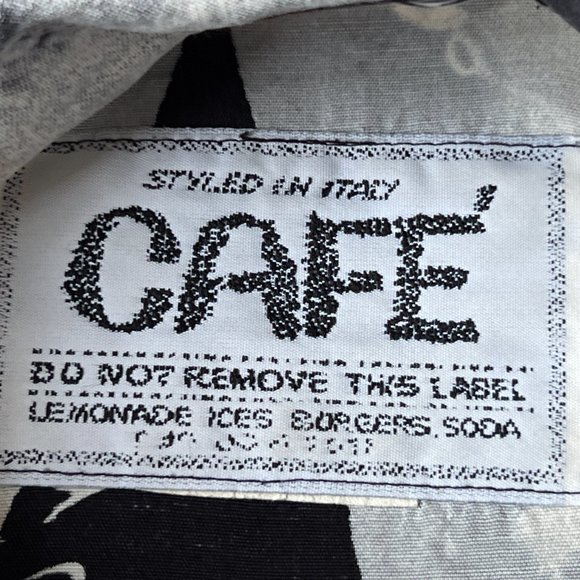 STYLED IN ITALY
CAFÉ
DO NOT REMOVE THIS LABEL
LEMONADE ICES BURGERS. SODA